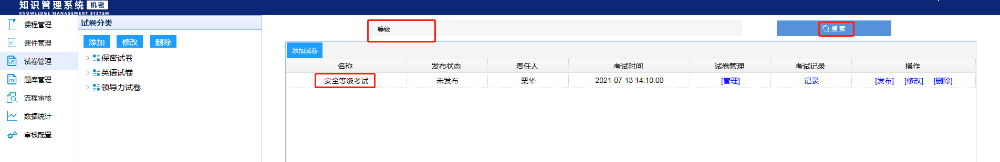 知识管理系统 机密
KNOWLEDGE MANAGEMENT SYSTEM
课程管理
课件管理
试卷管理
题库管理
流程审核
数据统计
审核配置
试卷分类
添加 修改 删除
保密试卷
英语试卷
领导力试卷
等级 搜索
添加试卷
名称 发布状态 责任人 考试时间 试卷管理 考试记录 操作
安全等级考试 未发布 栗华 2021-07-13 14:10:00 [管理] 记录 [发布] [修改] [删除]